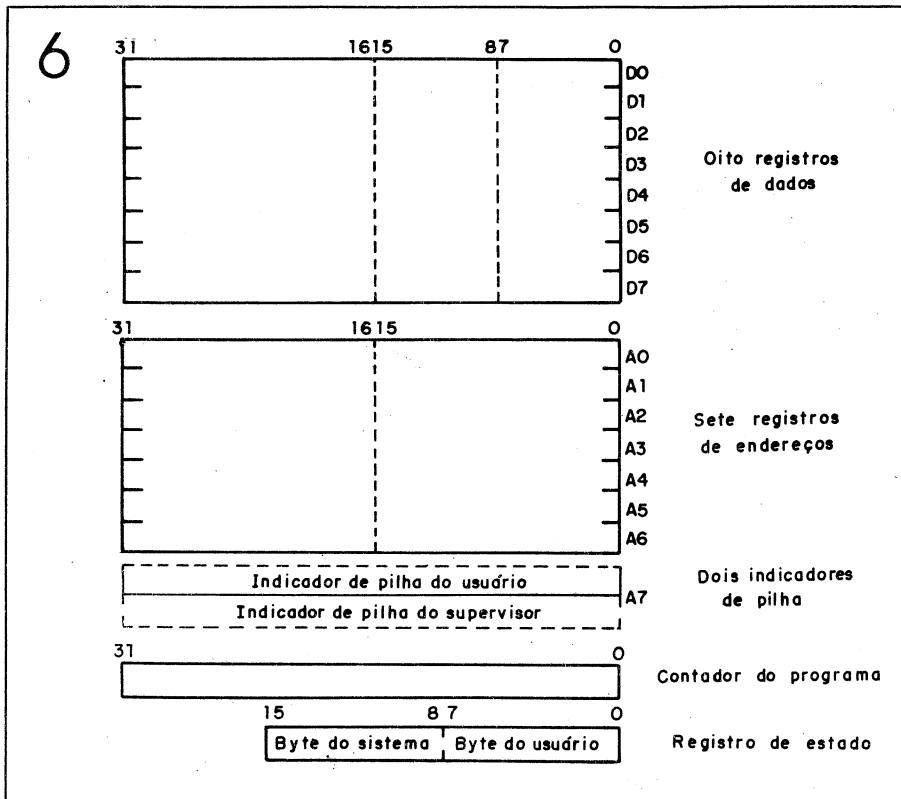 6
31 1615 87 0
D0
D1
D2
D3
D4
D5
D6
D7
Oito registros
de dados
31 1615 0
A0
A1
A2
A3
A4
A5
A6
Sete registros
de endereços
Indicador de pilha do usuário
Indicador de pilha do supervisor
A7
Dois indicadores
de pilha
31 0
Contador do programa
15 8 7 0
Byte do sistema Byte do usuário
Registro de estado